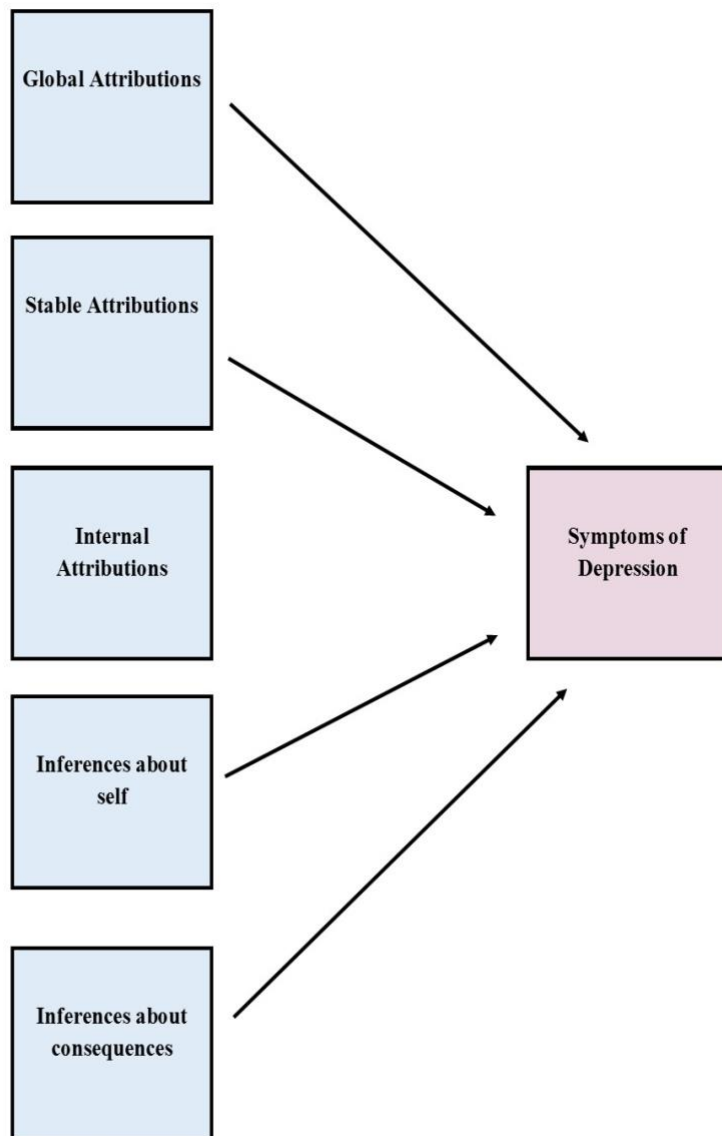 Global Attributions
Stable Attributions
Internal
Attributions
Symptoms of
Depression
Inferences about
self
Inferences about
consequences